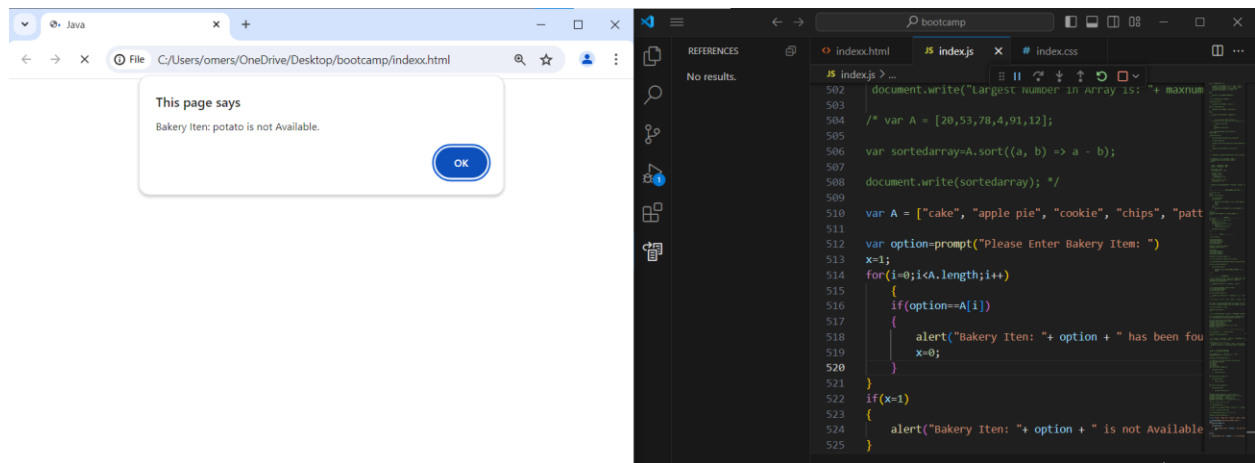 Java
File
C:/Users/omers/OneDrive/Desktop/bootcamp/indexx.html
This page says
Bakery Iten: potato is not Available.
OK
bootcamp
REFERENCES
No results.
1
indexx.html
JS index.js
# index.css
JS index.js > ...
502 document.write("Largest Number in Array is: "+ maxnum
503
504 /* var A = [20,53,78,4,91,12];
505
506 var sortedarray=A.sort((a, b) => a - b);
507
508 document.write(sortedarray); */
509
510 var A = ["cake", "apple pie", "cookie", "chips", "patt
511
512 var option=prompt("Please Enter Bakery Item: ")
513 x=1;
514 for(i=0;i<A.length;i++)
515 {
516 if(option==A[i])
517 {
518 alert("Bakery Iten: "+ option + " has been fou
519 x=0;
520 }
521 }
522 if(x=1)
523 {
524 alert("Bakery Iten: "+ option + " is not Available
525 }